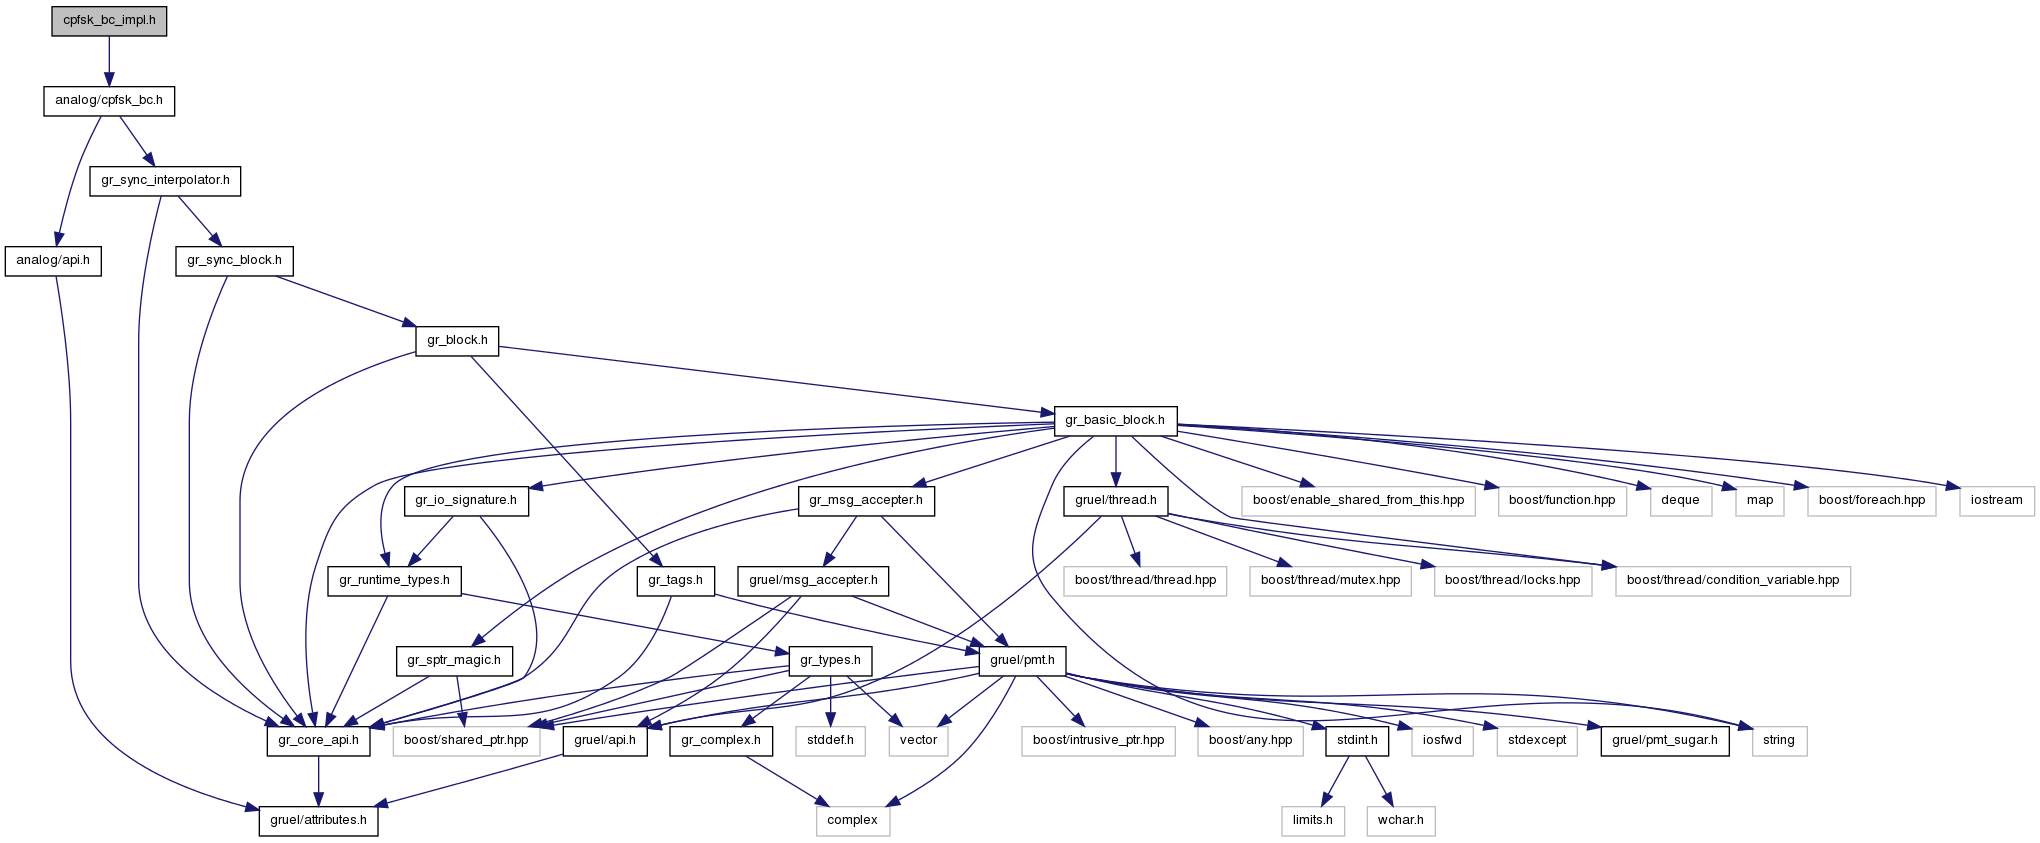 cpfsk_bc_impl.h
analog/cpfsk_bc.h
gr_sync_interpolator.h
analog/api.h
gr_sync_block.h
gr_block.h
gr_basic_block.h
gr_io_signature.h
gr_msg_accepter.h
gruel/thread.h
boost/enable_shared_from_this.hpp
boost/function.hpp
deque
map
boost/foreach.hpp
iostream
gr_runtime_types.h
gr_tags.h
gruel/msg_accepter.h
boost/thread/thread.hpp
boost/thread/mutex.hpp
boost/thread/locks.hpp
boost/thread/condition_variable.hpp
gr_sptr_magic.h
gr_types.h
gruel/pmt.h
gr_core_api.h
boost/shared_ptr.hpp
gruel/api.h
gr_complex.h
stddef.h
vector
boost/intrusive_ptr.hpp
boost/any.hpp
stdint.h
iosfwd
stdexcept
gruel/pmt_sugar.h
string
gruel/attributes.h
complex
limits.h
wchar.h